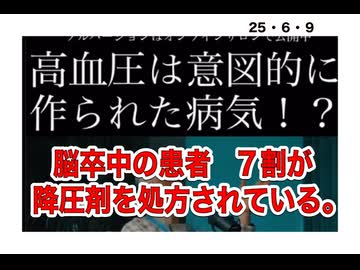 25・6・9
フルバージョンはオンラインサロンで公開中
高血圧は意図的に
作られた病気！？
脳卒中の患者　７割が
降圧剤を処方されている。